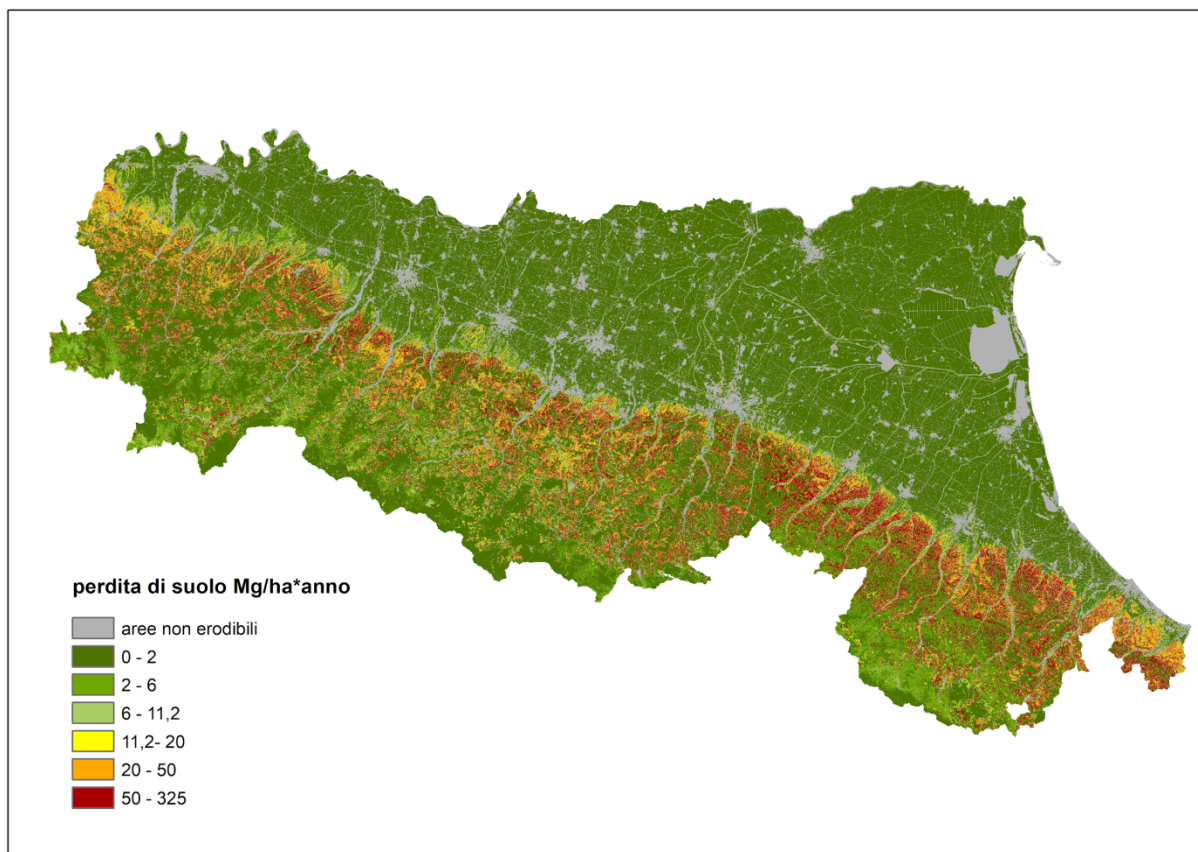 perdita di suolo Mg/ha*anno
aree non erodibili
0 - 2
2 - 6
6 - 11,2
11,2- 20
20 - 50
50 - 325